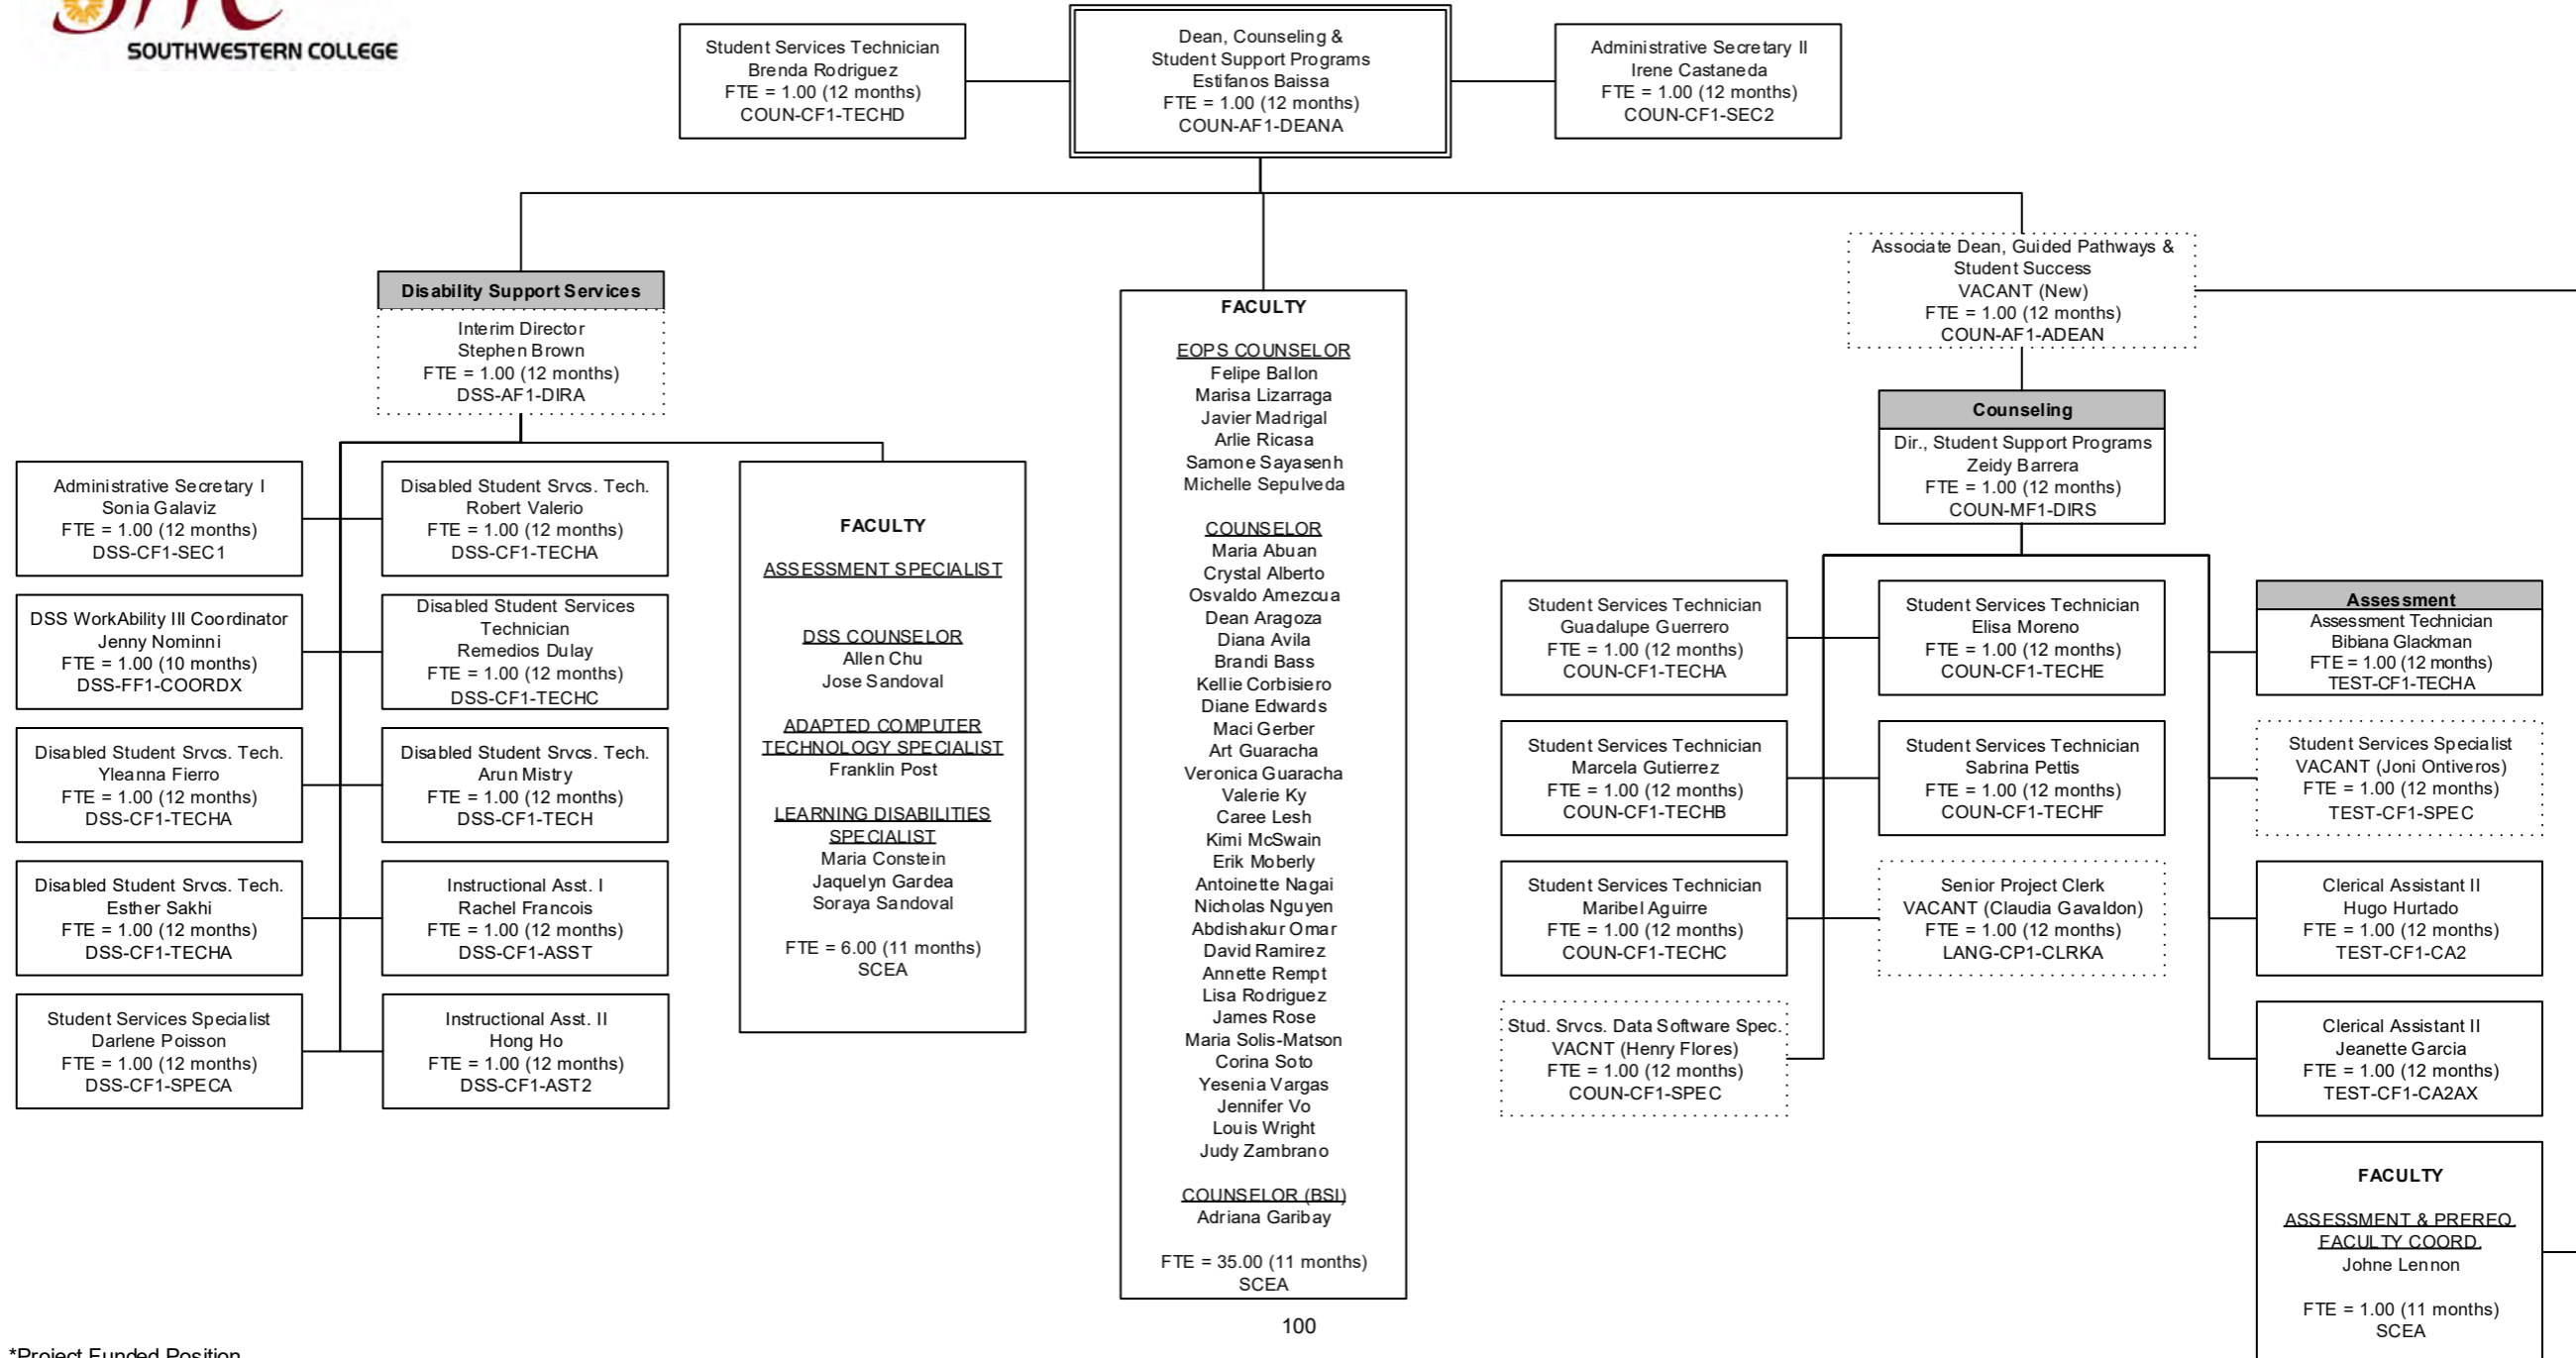 SOUTHWESTERN COLLEGE
Student Services Technician
Brenda Rodriguez
FTE = 1.00 (12 months)
COUN-CF1-TECHD
Dean, Counseling &
Student Support Programs
Estifanos Baissa
FTE = 1.00 (12 months)
COUN-AF1-DEANA
Administrative Secretary II
Irene Castaneda
FTE = 1.00 (12 months)
COUN-CF1-SEC2
Disability Support Services
Interim Director
Stephen Brown
FTE = 1.00 (12 months)
DSS-AF1-DIRA
Administrative Secretary I
Sonia Galaviz
FTE = 1.00 (12 months)
DSS-CF1-SEC1
Disabled Student Srvcs. Tech.
Robert Valerio
FTE = 1.00 (12 months)
DSS-CF1-TECHA
DSS WorkAbility III Coordinator
Jenny Nominni
FTE = 1.00 (10 months)
DSS-FF1-COORDX
Disabled Student Services
Technician
Remedios Dulay
FTE = 1.00 (12 months)
DSS-CF1-TECHC
Disabled Student Srvcs. Tech.
Yleanna Fierro
FTE = 1.00 (12 months)
DSS-CF1-TECHA
Disabled Student Srvcs. Tech.
Arun Mistry
FTE = 1.00 (12 months)
DSS-CF1-TECH
Disabled Student Srvcs. Tech.
Esther Sakhi
FTE = 1.00 (12 months)
DSS-CF1-TECHA
Instructional Asst. I
Rachel Francois
FTE = 1.00 (12 months)
DSS-CF1-ASST
Student Services Specialist
Darlene Poisson
FTE = 1.00 (12 months)
DSS-CF1-SPECA
Instructional Asst. II
Hong Ho
FTE = 1.00 (12 months)
DSS-CF1-AST2
FACULTY
ASSESSMENT SPECIALIST
DSS COUNSELOR
Allen Chu
Jose Sandoval
ADAPTED COMPUTER
TECHNOLOGY SPECIALIST
Franklin Post
LEARNING DISABILITIES
SPECIALIST
Maria Constein
Jaquelyn Gardea
Soraya Sandoval
FTE = 6.00 (11 months)
SCEA
FACULTY
EOPS COUNSELOR
Felipe Ballon
Marisa Lizarraga
Javier Madrigal
Arlie Ricasa
Samone Sayasenh
Michelle Sepulveda
COUNSELOR
Maria Abuan
Crystal Alberto
Osvaldo Amezcua
Dean Aragoza
Diana Avila
Brandi Bass
Kellie Corbisiero
Diane Edwards
Maci Gerber
Art Guaracha
Veronica Guaracha
Valerie Ky
Caree Lesh
Kimi McSwain
Erik Moberly
Antoinette Nagai
Nicholas Nguyen
Abdishakur Omar
David Ramirez
Annette Rempt
Lisa Rodriguez
James Rose
Maria Solis-Matson
Corina Soto
Yesenia Vargas
Jennifer Vo
Louis Wright
Judy Zambrano
COUNSELOR (BSI)
Adriana Garibay
FTE = 35.00 (11 months)
SCEA
Associate Dean, Guided Pathways &
Student Success
VACANT (New)
FTE = 1.00 (12 months)
COUN-AF1-ADEAN
Counseling
Dir., Student Support Programs
Zeidy Barrera
FTE = 1.00 (12 months)
COUN-MF1-DIRS
Student Services Technician
Guadalupe Guerrero
FTE = 1.00 (12 months)
COUN-CF1-TECHA
Student Services Technician
Elisa Moreno
FTE = 1.00 (12 months)
COUN-CF1-TECHE
Student Services Technician
Marcela Gutierrez
FTE = 1.00 (12 months)
COUN-CF1-TECHB
Student Services Technician
Sabrina Pettis
FTE = 1.00 (12 months)
COUN-CF1-TECHF
Student Services Technician
Maribel Aguirre
FTE = 1.00 (12 months)
COUN-CF1-TECHC
Senior Project Clerk
VACANT (Claudia Gavaldon)
FTE = 1.00 (12 months)
LANG-CP1-CLRKA
Stud. Srvcs. Data Software Spec.
VACNT (Henry Flores)
FTE = 1.00 (12 months)
COUN-CF1-SPEC
Assessment
Assessment Technician
Bibiana Glackman
FTE = 1.00 (12 months)
TEST-CF1-TECHA
Student Services Specialist
VACANT (Joni Ontiveros)
FTE = 1.00 (12 months)
TEST-CF1-SPEC
Clerical Assistant II
Hugo Hurtado
FTE = 1.00 (12 months)
TEST-CF1-CA2
Clerical Assistant II
Jeanette Garcia
FTE = 1.00 (12 months)
TEST-CF1-CA2AX
FACULTY
ASSESSMENT & PREREQ.
FACULTY COORD.
Johne Lennon
FTE = 1.00 (11 months)
SCEA
100
*Project Funded Position